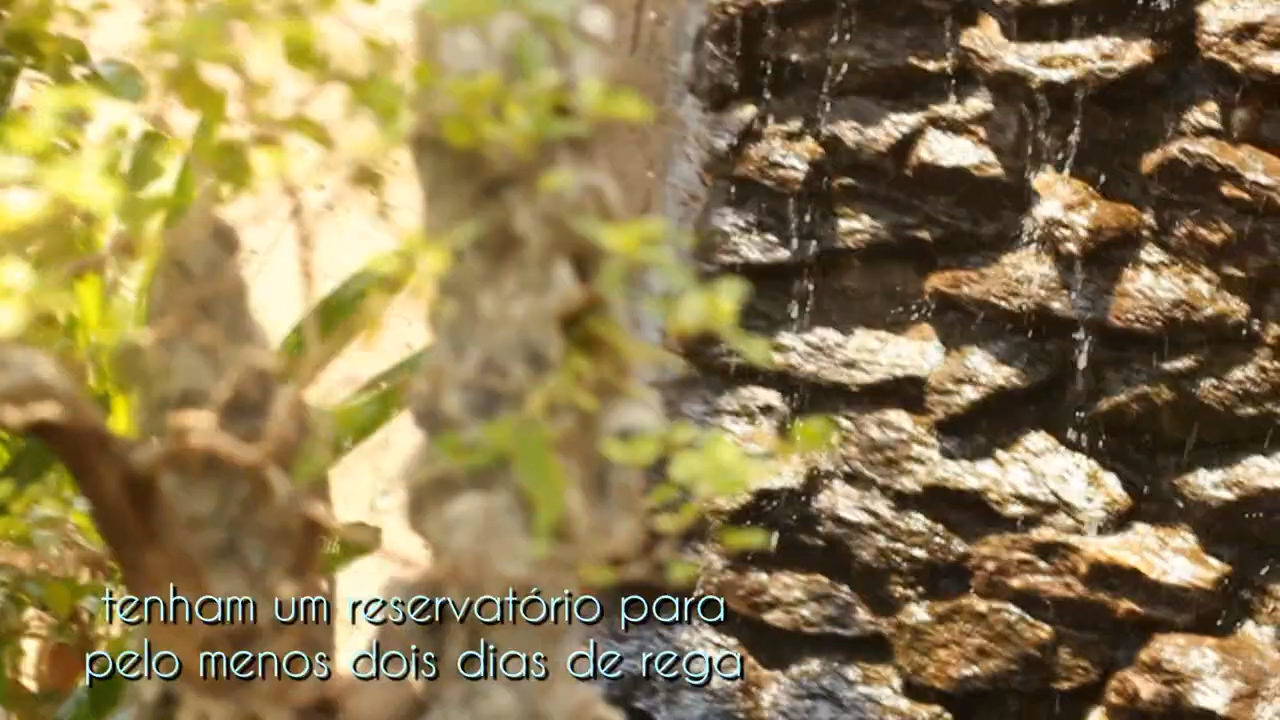 tenham um reservatório para
pelo menos dois dias de rega